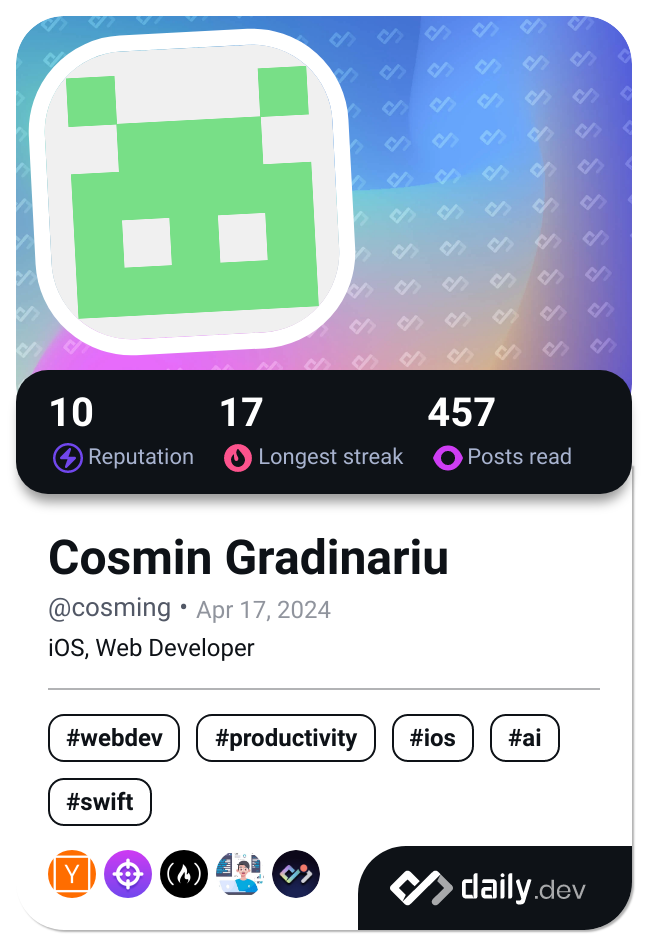 10 17 457
Reputation Longest streak Posts read
Cosmin Gradinariu
@cosming • Apr 17, 2024
iOS, Web Developer
#webdev #productivity #ios #ai
#swift
Y
daily.dev